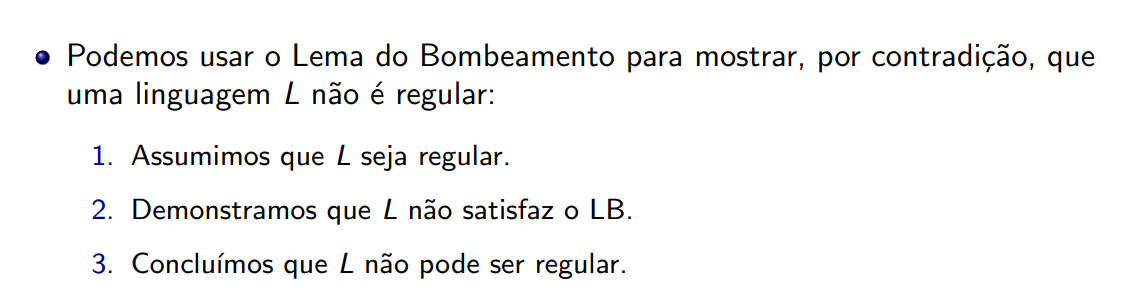 Podemos usar o Lema do Bombeamento para mostrar, por contradição, que
uma linguagem L não é regular:
1. Assumimos que L seja regular.
2. Demonstramos que L não satisfaz o LB.
3. Concluímos que L não pode ser regular.